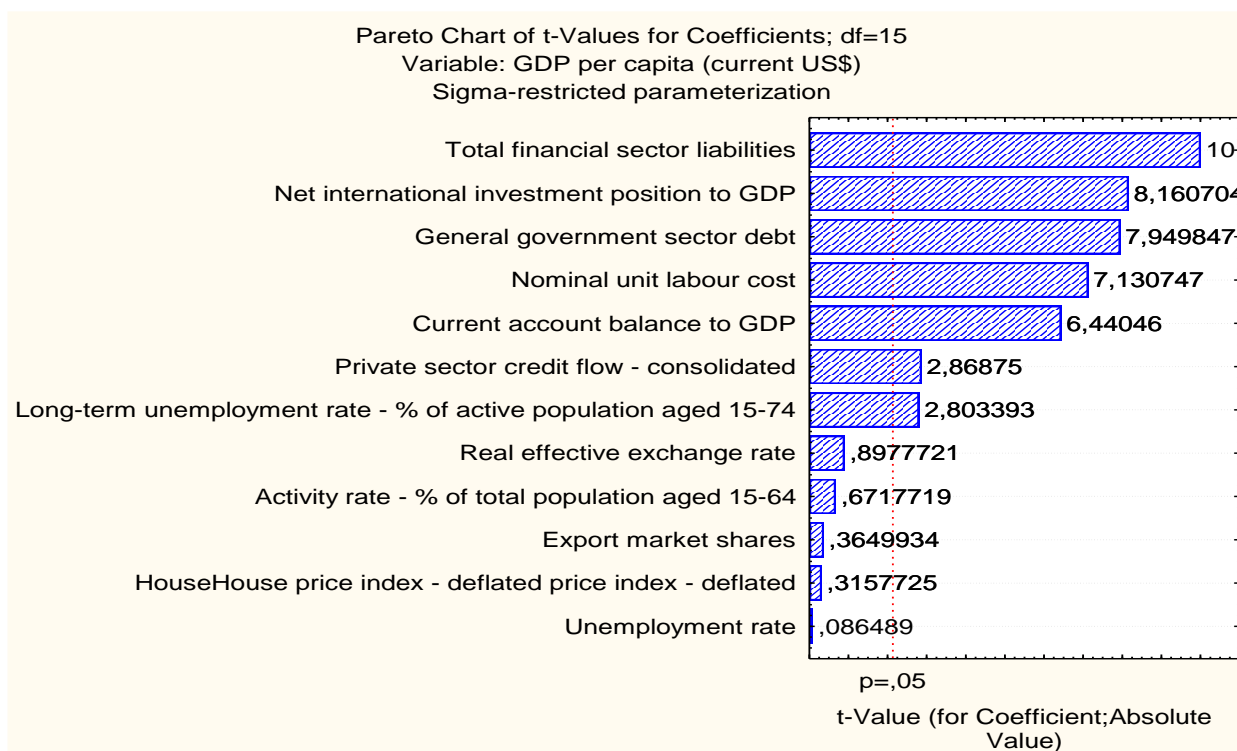 Pareto Chart of t-Values for Coefficients; df=15
Variable: GDP per capita (current US$)
Sigma-restricted parameterization
Total financial sector liabilities 10
Net international investment position to GDP 8,160704
General government sector debt 7,949847
Nominal unit labour cost 7,130747
Current account balance to GDP 6,44046
Private sector credit flow - consolidated 2,86875
Long-term unemployment rate - % of active population aged 15-74 2,803393
Real effective exchange rate ,8977721
Activity rate - % of total population aged 15-64 ,6717719
Export market shares ,3649934
HouseHouse price index - deflated price index - deflated ,3157725
Unemployment rate ,086489
p=,05
t-Value (for Coefficient;Absolute
Value)